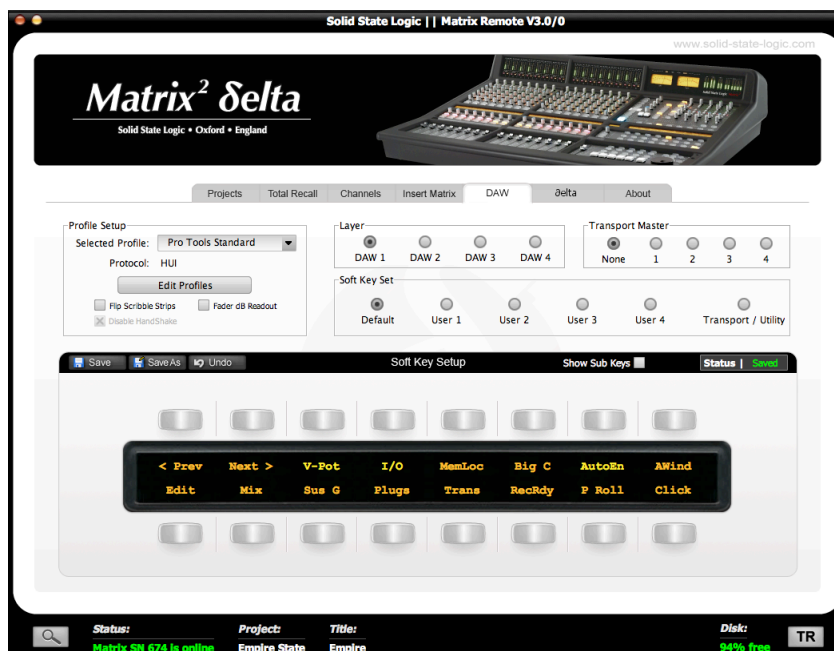 Solid State Logic || Matrix Remote V3.0/0
www.solid-state-logic.com
Matrix² δelta
Solid State Logic • Oxford • England
Projects Total Recall Channels Insert Matrix DAW ∂elta About
Profile Setup
Selected Profile: Pro Tools Standard
Protocol: HUI
Edit Profiles
Flip Scribble Strips Fader dB Readout
Disable HandShake
Layer
DAW 1 DAW 2 DAW 3 DAW 4
Transport Master
None 1 2 3 4
Soft Key Set
Default User 1 User 2 User 3 User 4 Transport / Utility
Save Save As Undo Soft Key Setup Show Sub Keys Status | Saved
< Prev Next > V-Pot I/O MemLoc Big C AutoEn AWind
Edit Mix Sus G Plugs Trans RecRdy P Roll Click
Status: Project: Title: Disk:
Matrix SN 674 is online Empire State Empire 94% free TR